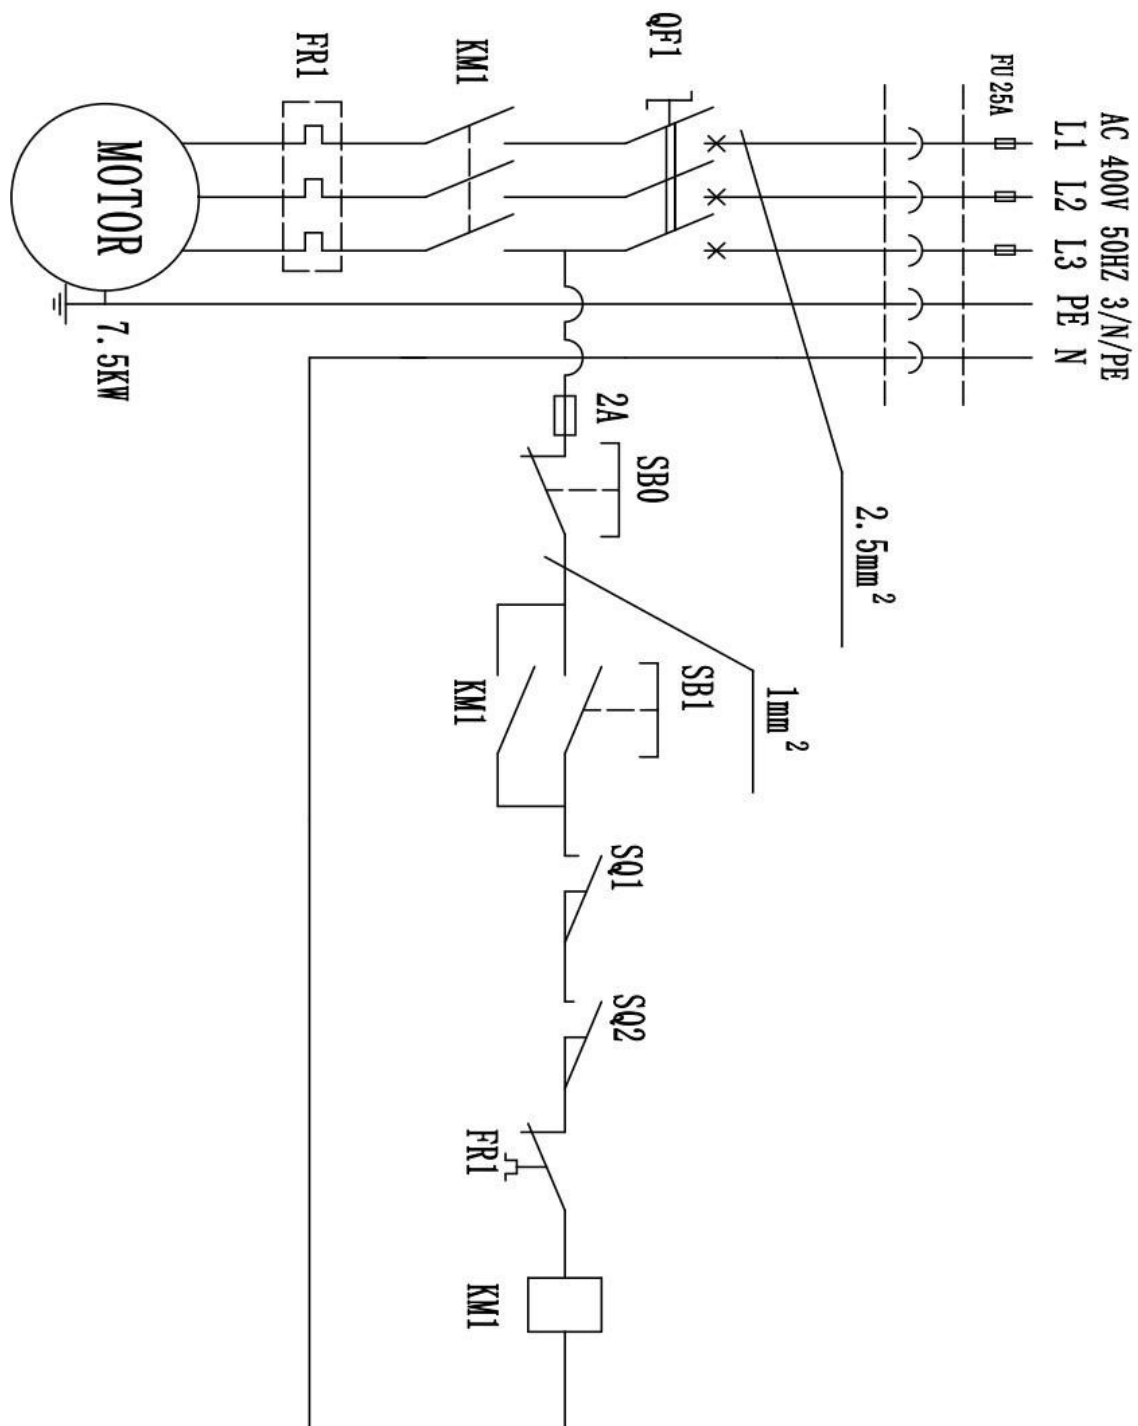 AC 400V 50HZ 3/N/PE
L1 L2 L3 PE N
FU 25A
QF1
2.5mm²
KM1
FR1
MOTOR
7.5KW
2A
SB0
1mm²
SB1
KM1
SQ1
SQ2
FR1
KM1